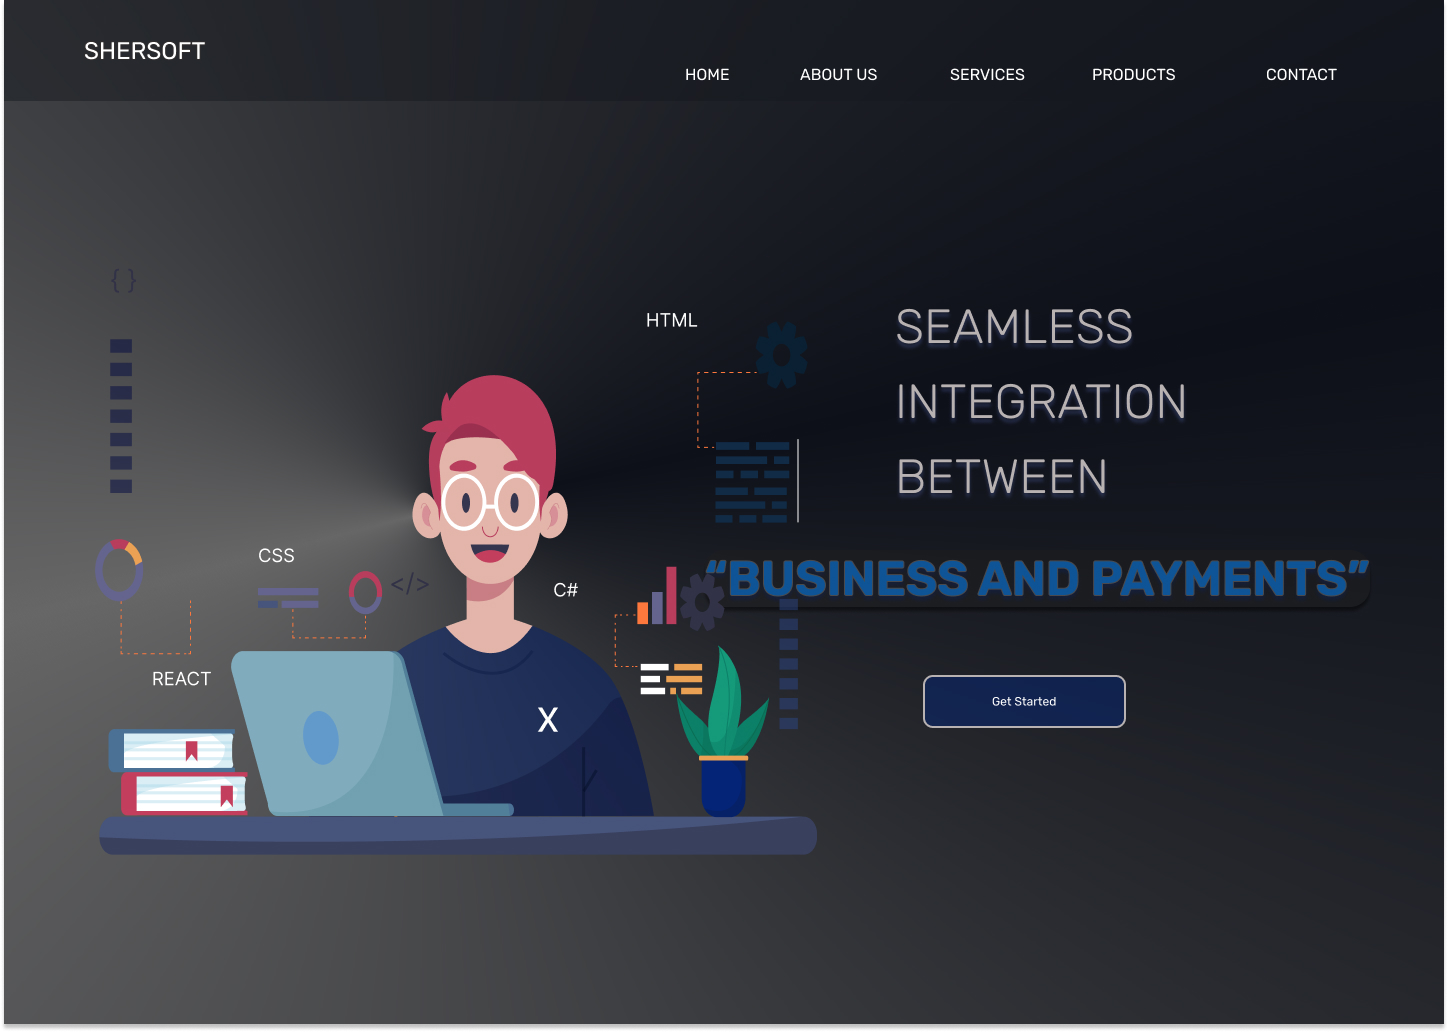 SHERSOFT
HOME ABOUT US SERVICES PRODUCTS CONTACT
{ }
HTML
SEAMLESS
INTEGRATION
BETWEEN
CSS
</>
C#
“BUSINESS AND PAYMENTS”
REACT
X
Get Started